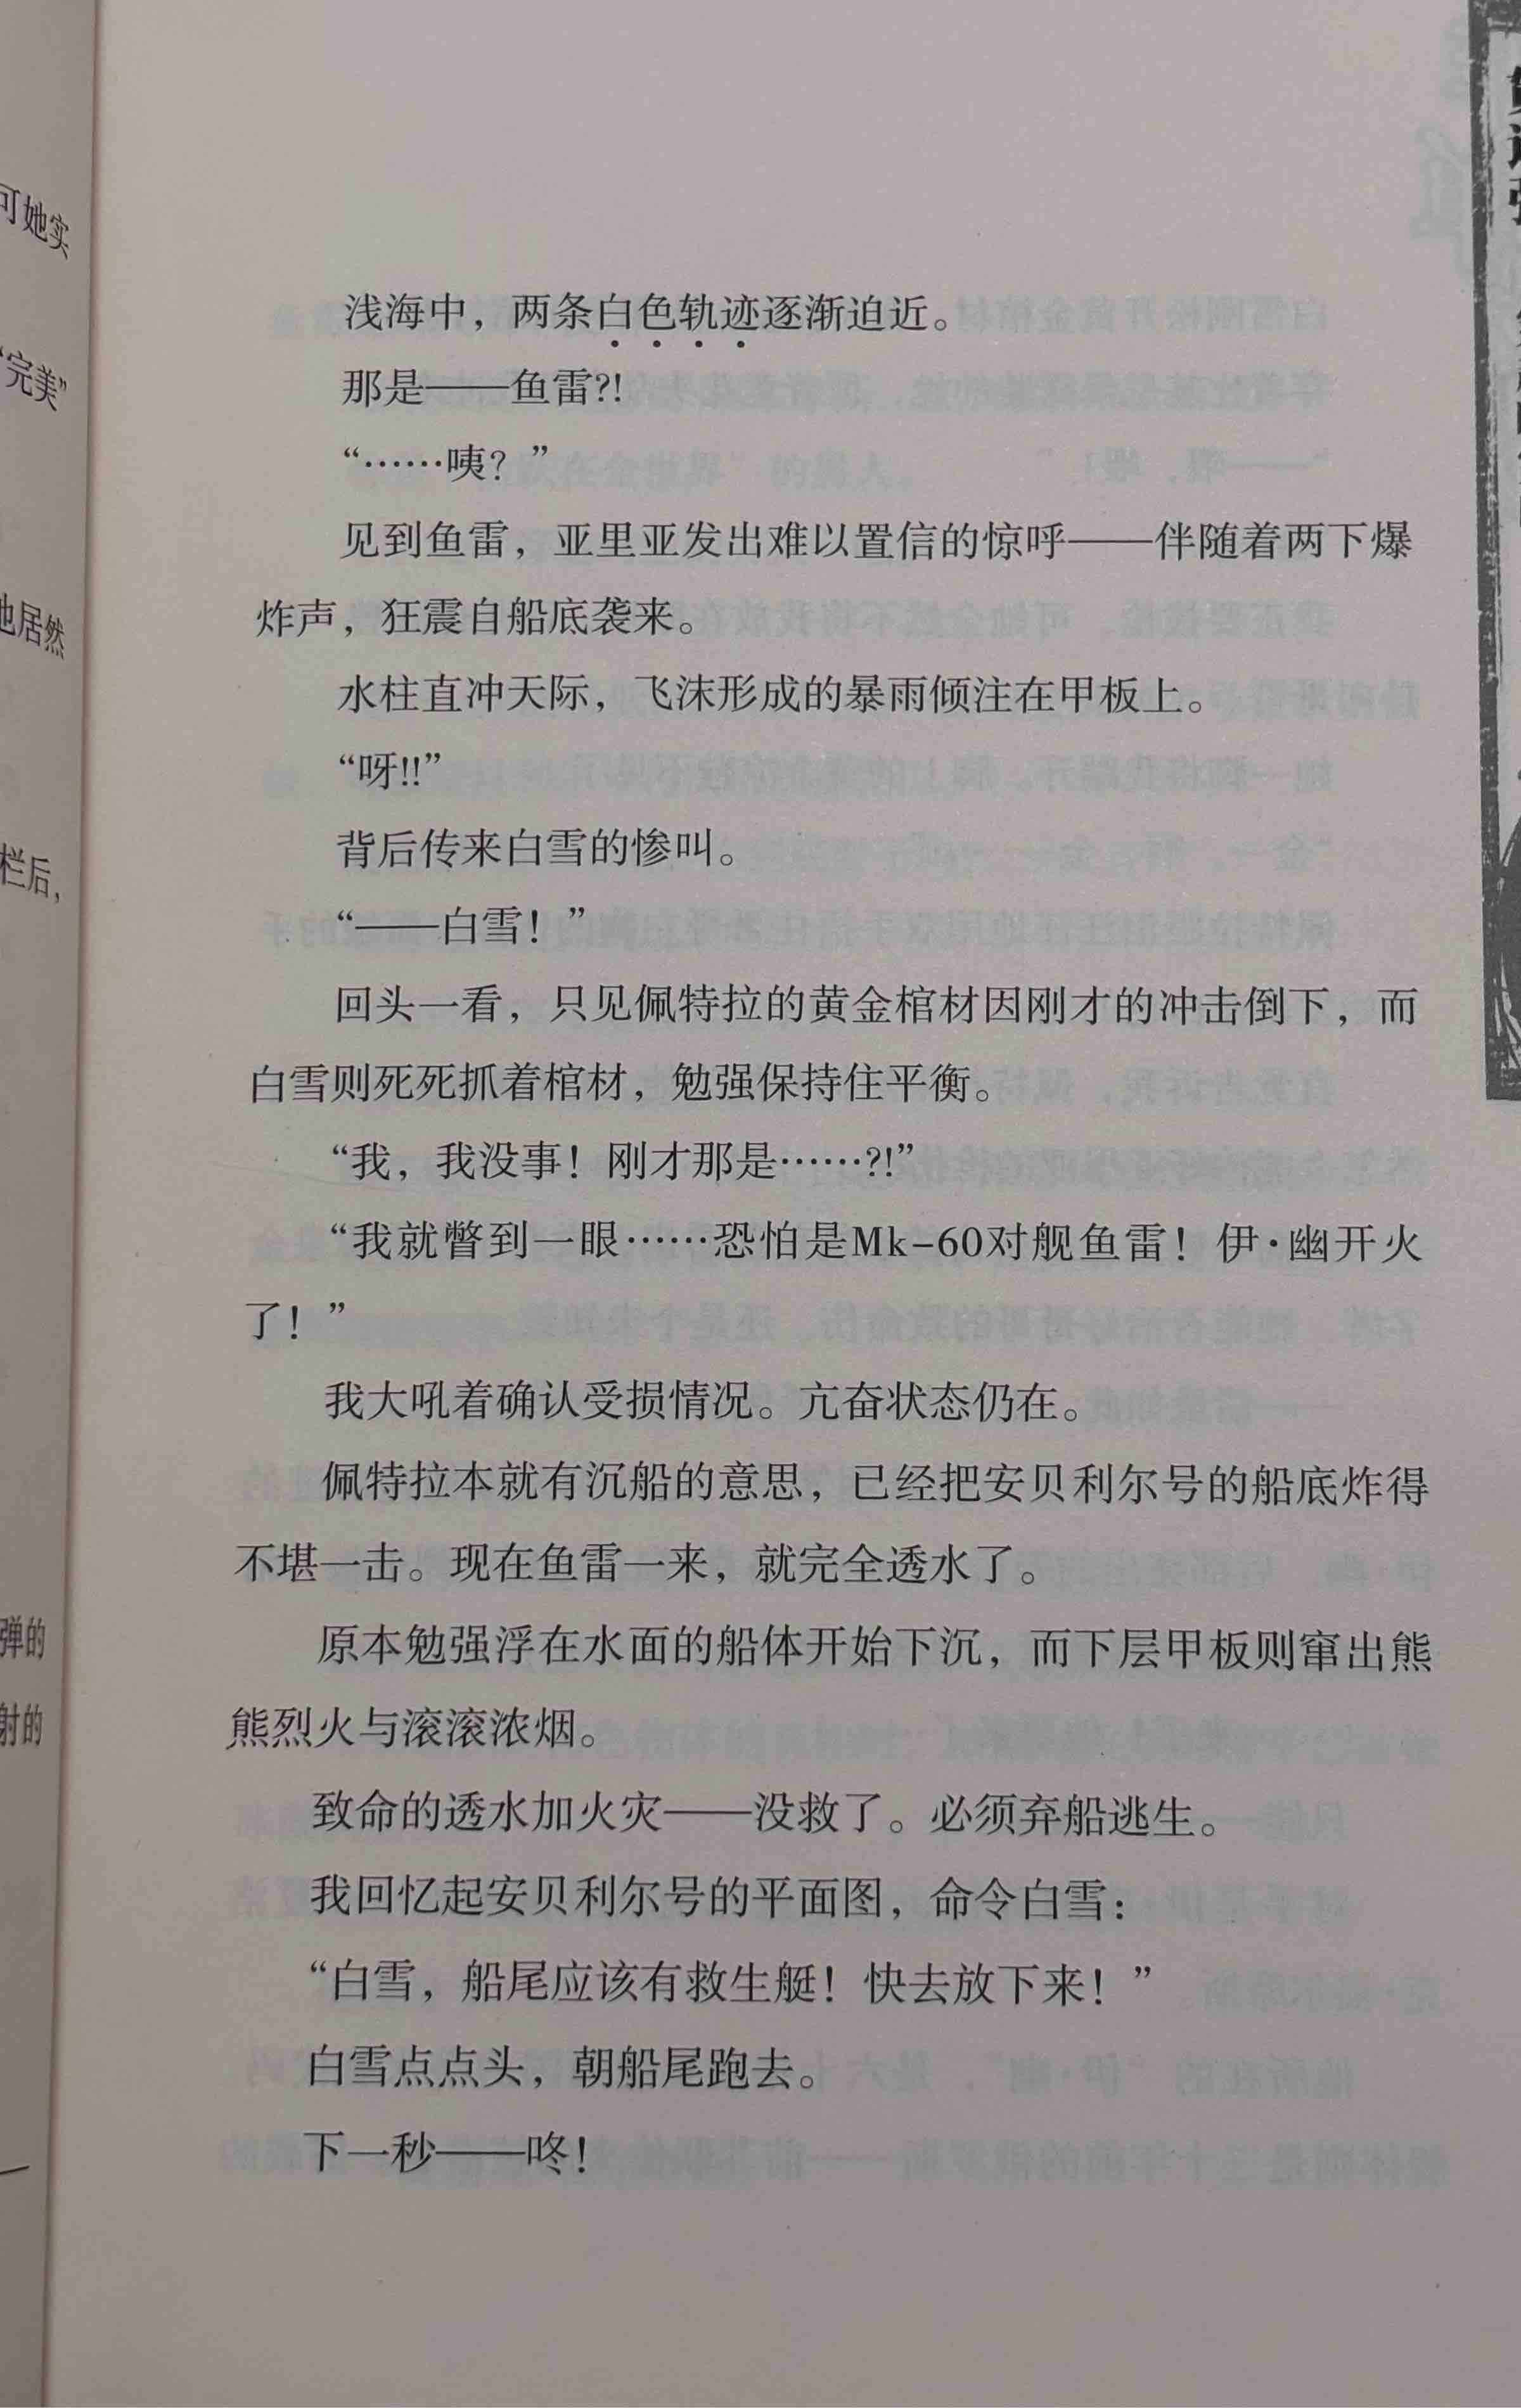 可她实
“完美”
他居然
栏后，
弹的
射的
浅海中，两条白色轨迹逐渐迫近。
那是——鱼雷?!
“……咦？”
见到鱼雷，亚里亚发出难以置信的惊呼——伴随着两下爆
炸声，狂震自船底袭来。
水柱直冲天际，飞沫形成的暴雨倾注在甲板上。
“呀!!”
背后传来白雪的惨叫。
“——白雪！”
回头一看，只见佩特拉的黄金棺材因刚才的冲击倒下，而
白雪则死死抓着棺材，勉强保持住平衡。
“我，我没事！刚才那是……?!”
“我就瞥到一眼……恐怕是Mk-60对舰鱼雷！伊·幽开火
了！”
我大吼着确认受损情况。亢奋状态仍在。
佩特拉本就有沉船的意思，已经把安贝利尔号的船底炸得
不堪一击。现在鱼雷一来，就完全透水了。
原本勉强浮在水面的船体开始下沉，而下层甲板则窜出熊
熊烈火与滚滚浓烟。
致命的透水加火灾——没救了。必须弃船逃生。
我回忆起安贝利尔号的平面图，命令白雪：
“白雪，船尾应该有救生艇！快去放下来！”
白雪点点头，朝船尾跑去。
下一秒——咚！